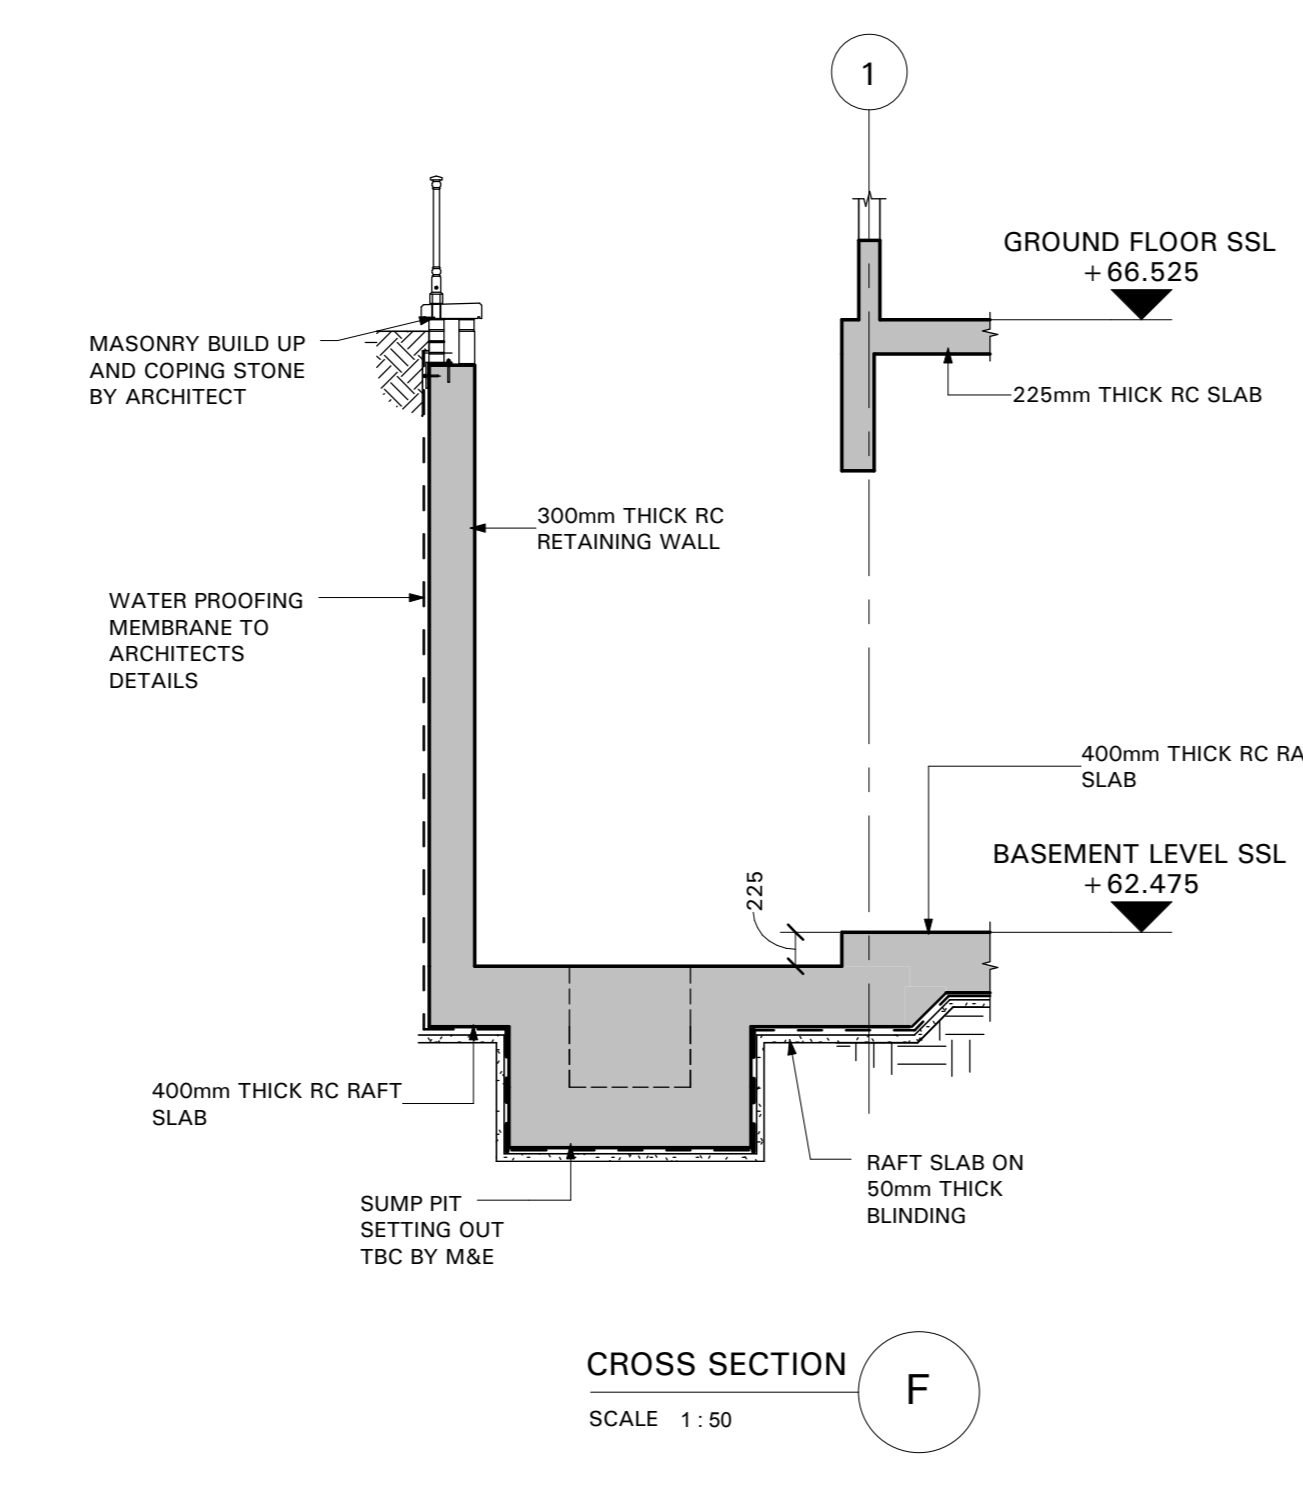 1
GROUND FLOOR SSL
+66.525
MASONRY BUILD UP
AND COPING STONE
BY ARCHITECT
225mm THICK RC SLAB
300mm THICK RC
RETAINING WALL
WATER PROOFING
MEMBRANE TO
ARCHITECTS
DETAILS
400mm THICK RC RA
SLAB
BASEMENT LEVEL SSL
+62.475
225
400mm THICK RC RAFT
SLAB
RAFT SLAB ON
50mm THICK
BLINDING
SUMP PIT
SETTING OUT
TBC BY M&E
CROSS SECTION
F
SCALE 1 : 50